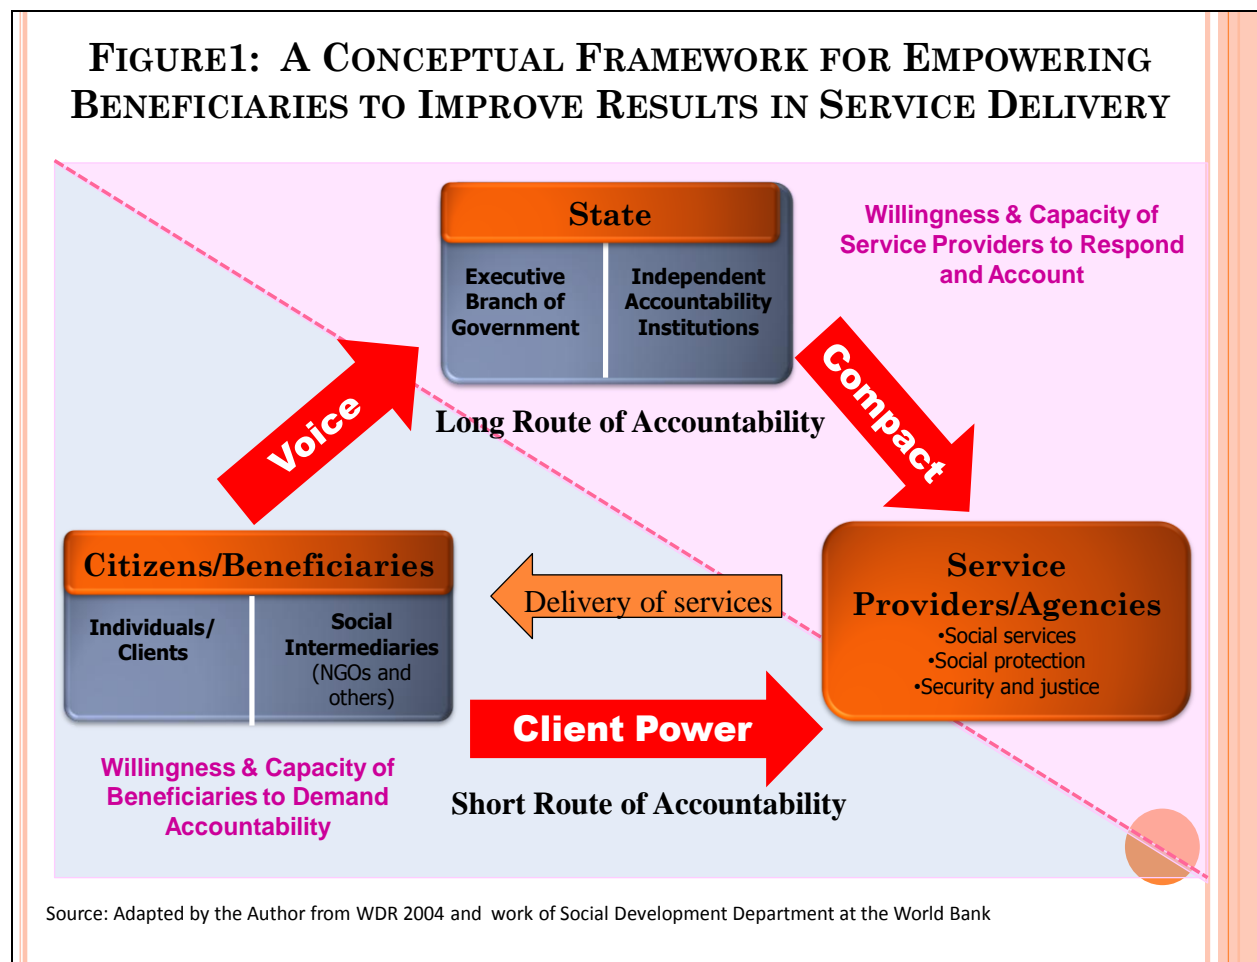 FIGURE1: A CONCEPTUAL FRAMEWORK FOR EMPOWERING
BENEFICIARIES TO IMPROVE RESULTS IN SERVICE DELIVERY
State
Executive
Branch of
Government
Independent
Accountability
Institutions
Willingness & Capacity of
Service Providers to Respond
and Account
Voice
Compact
Long Route of Accountability
Citizens/Beneficiaries
Individuals/
Clients
Social
Intermediaries
(NGOs and
others)
Delivery of services
Service
Providers/Agencies
•Social services
•Social protection
•Security and justice
Client Power
Short Route of Accountability
Willingness & Capacity of
Beneficiaries to Demand
Accountability
Source: Adapted by the Author from WDR 2004 and work of Social Development Department at the World Bank